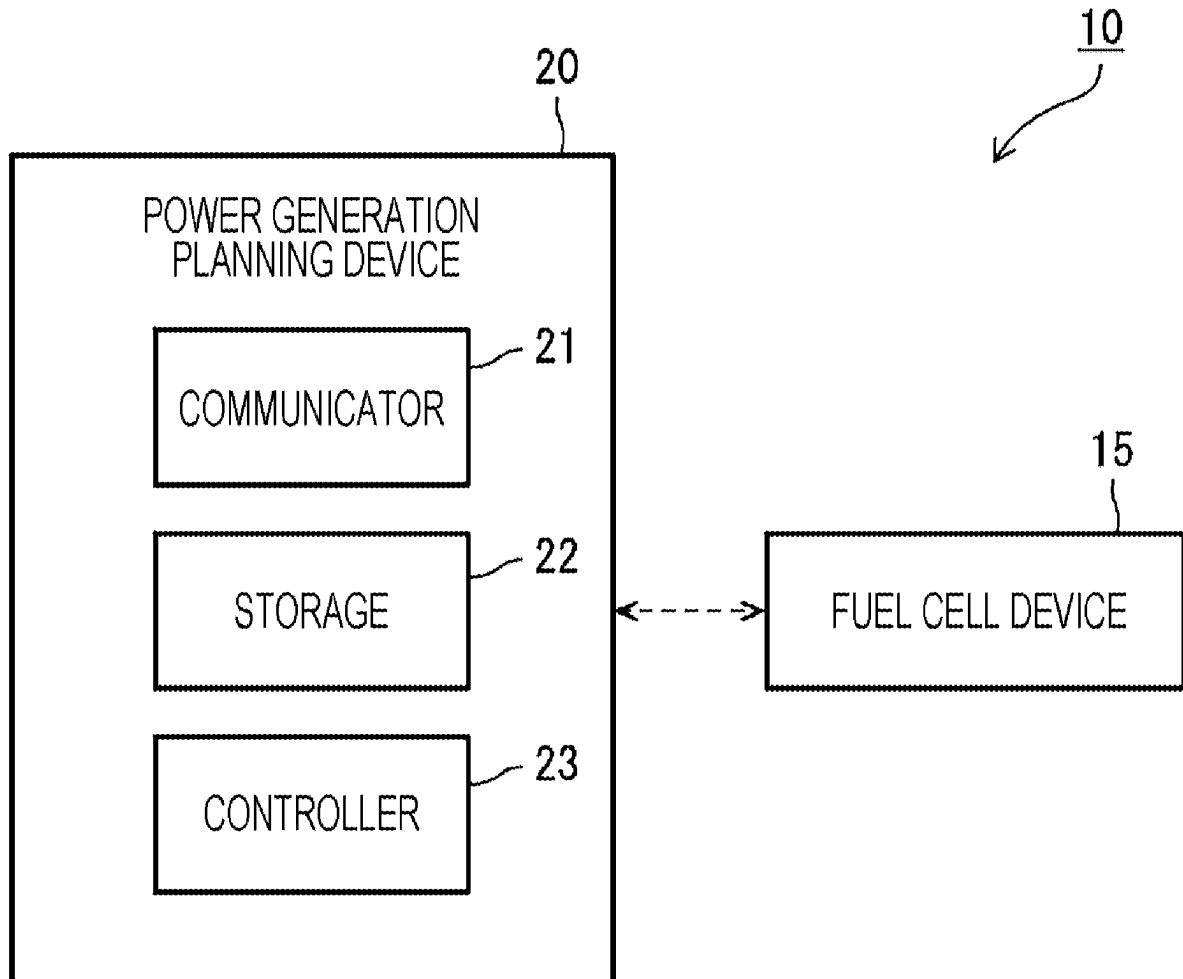 10
20
POWER GENERATION
PLANNING DEVICE
21
COMMUNICATOR
15
22
STORAGE
FUEL CELL DEVICE
23
CONTROLLER